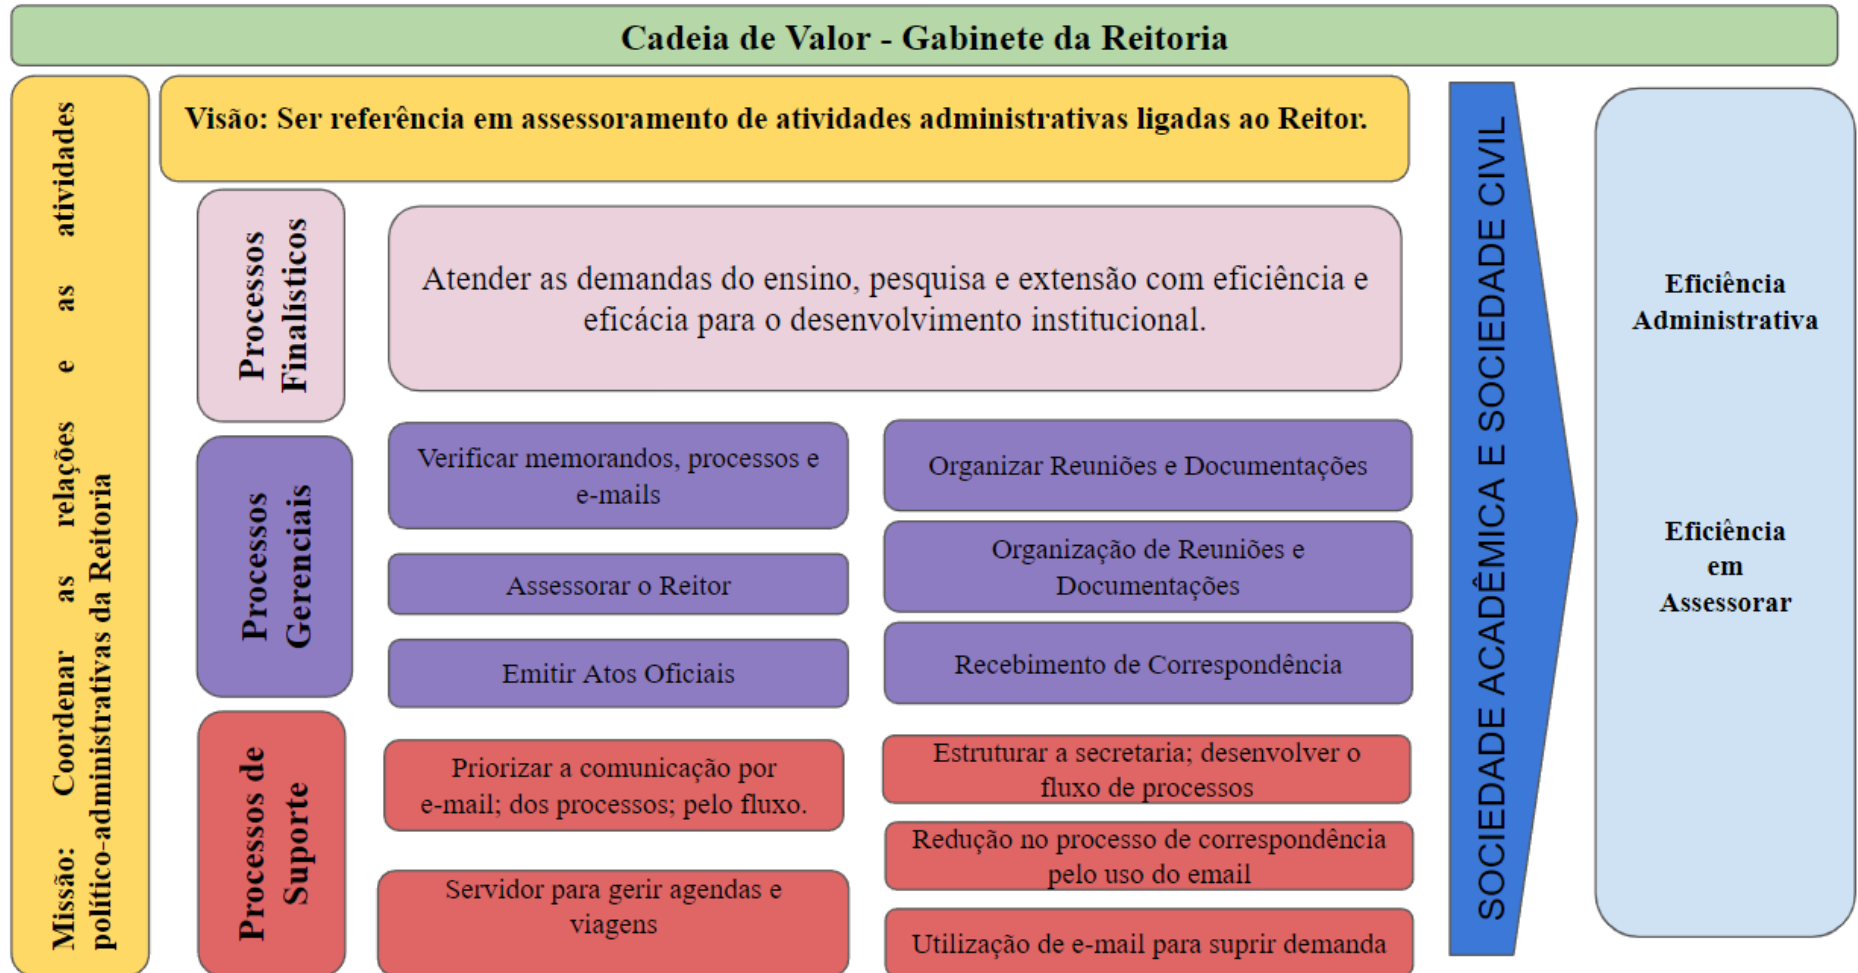 Cadeia de Valor - Gabinete da Reitoria
Missão: Coordenar as relações e as atividades
político-administrativas da Reitoria
Visão: Ser referência em assessoramento de atividades administrativas ligadas ao Reitor.
Processos
Finalísticos
Atender as demandas do ensino, pesquisa e extensão com eficiência e
eficácia para o desenvolvimento institucional.
Processos
Gerenciais
Verificar memorandos, processos e
e-mails
Assessorar o Reitor
Emitir Atos Oficiais
Organizar Reuniões e Documentações
Organização de Reuniões e
Documentações
Recebimento de Correspondência
Processos de
Suporte
Priorizar a comunicação por
e-mail; dos processos; pelo fluxo.
Servidor para gerir agendas e
viagens
Estruturar a secretaria; desenvolver o
fluxo de processos
Redução no processo de correspondência
pelo uso do email
Utilização de e-mail para suprir demanda
SOCIEDADE ACADÊMICA E SOCIEDADE CIVIL
Eficiência
Administrativa
Eficiência
em
Assessorar